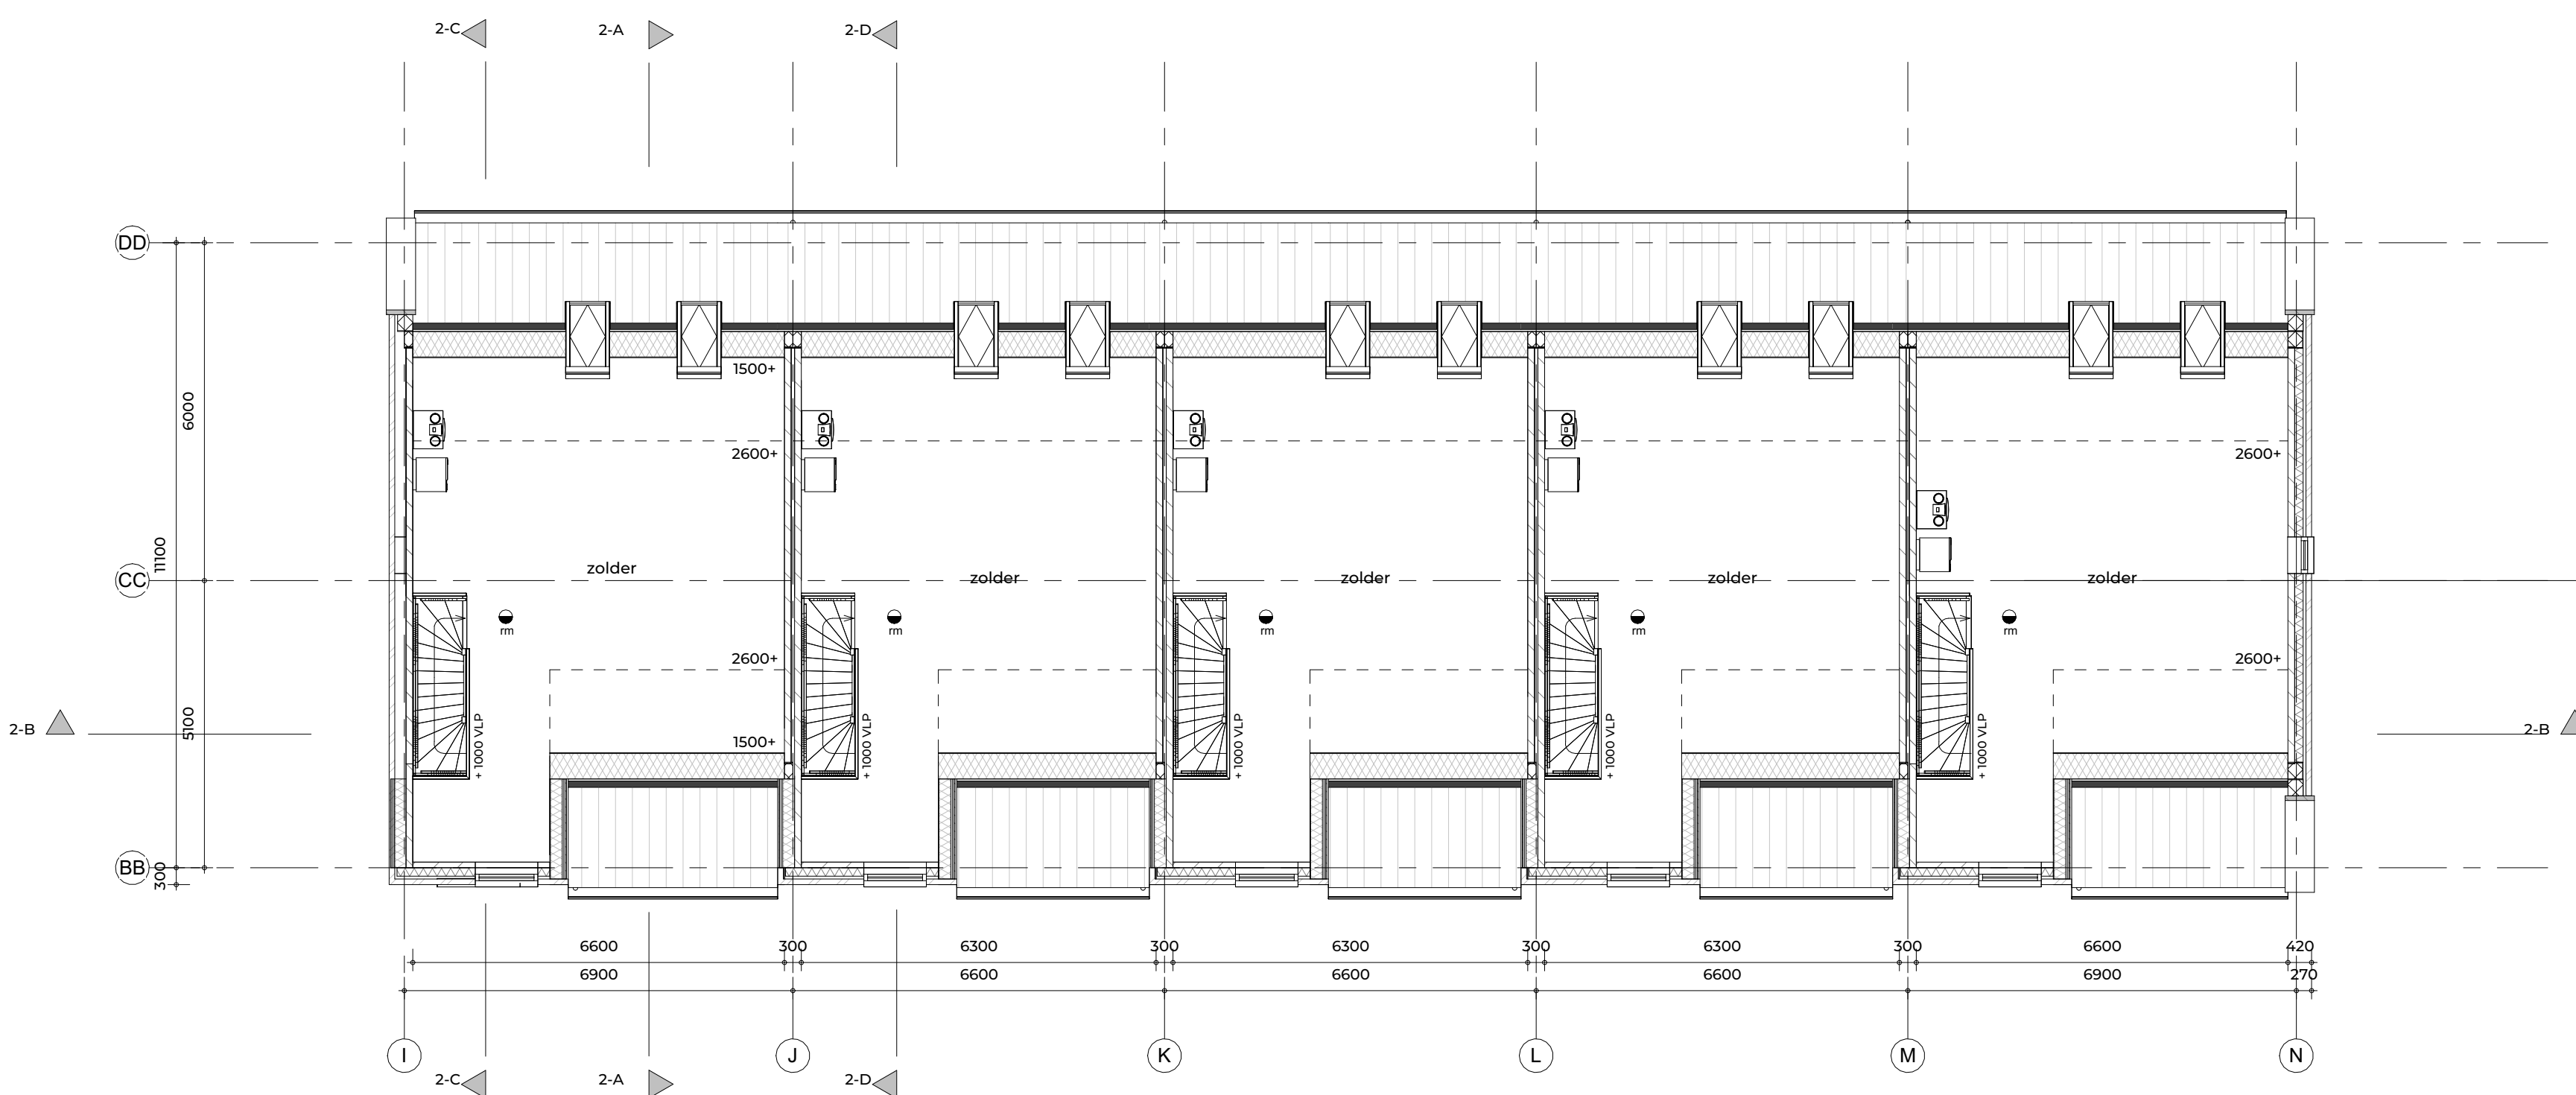 2-C
2-A
2-D
DD
1500+
6000
2600+
2600+
11100
zolder
CC
zolder
zolder
zolder
zolder
rm
rm
rm
rm
rm
2600+
2600+
5100
+ 1000 VLP
+ 1000 VLP
+ 1000 VLP
+ 1000 VLP
+ 1000 VLP
2-B
2-B
1500+
BB
300
6600
300
6300
300
6300
300
6300
300
6600
420
6900
6600
6600
6600
6900
270
I
J
K
L
M
N
2-C
2-A
2-D